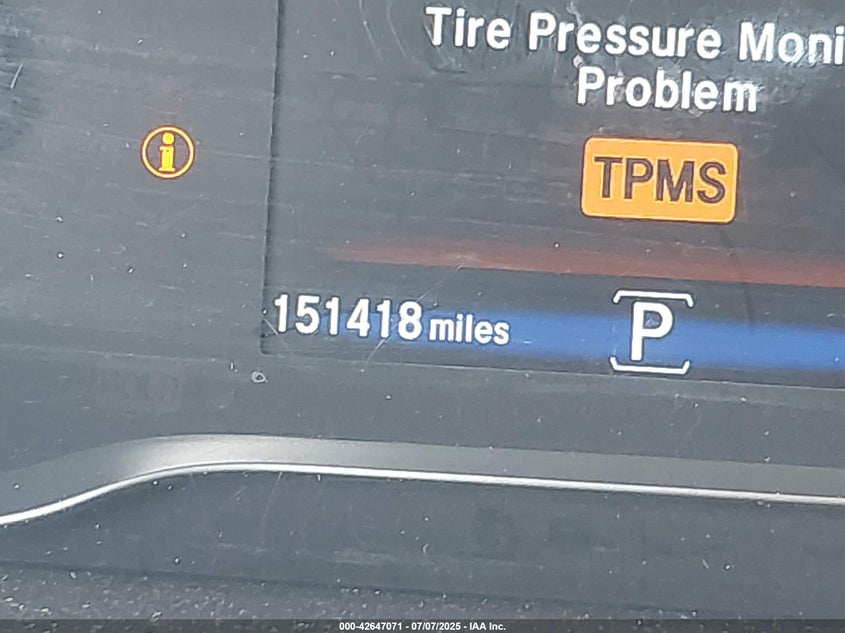 Tire Pressure Moni
Problem
TPMS
151418 miles
P
000-42647071 - 07/07/2025 - IAA Inc.